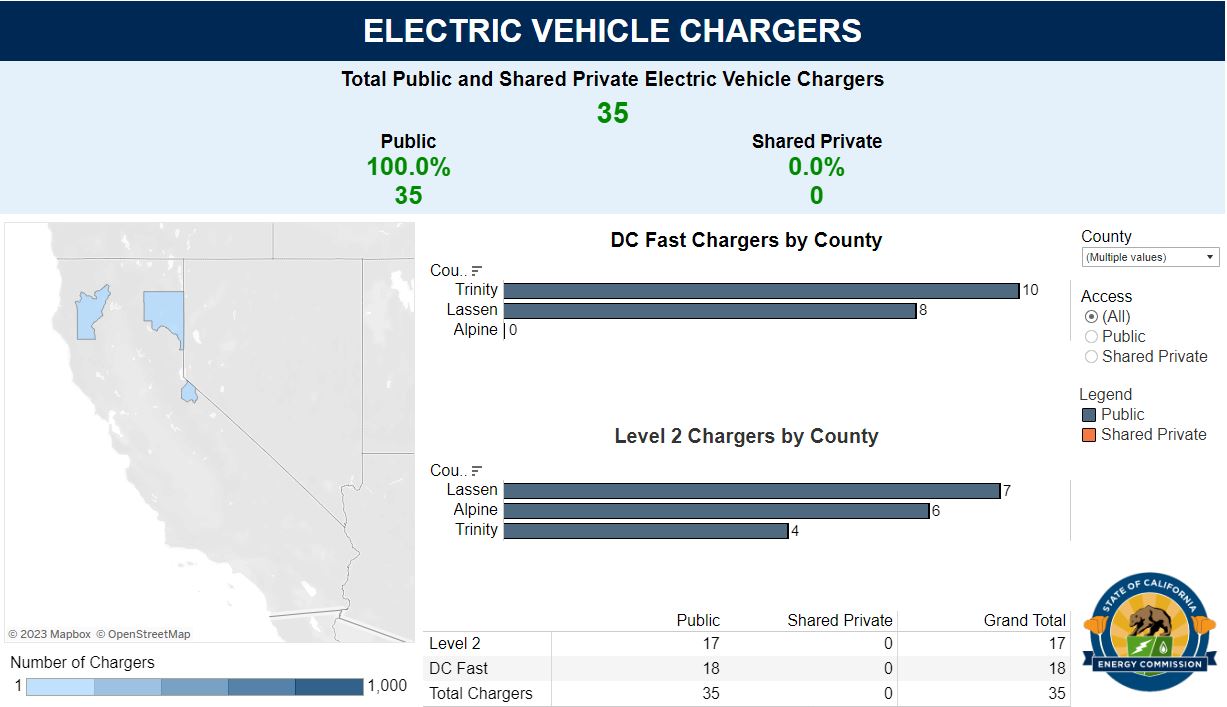 ELECTRIC VEHICLE CHARGERS
Total Public and Shared Private Electric Vehicle Chargers
35
Public Shared Private
100.0% 0.0%
35 0
© 2023 Mapbox © OpenStreetMap
Number of Chargers
1 1,000
DC Fast Chargers by County
Cou..
Trinity 10
Lassen 8
Alpine 0
Level 2 Chargers by County
Cou..
Lassen 7
Alpine 6
Trinity 4
Public Shared Private Grand Total
Level 2 17 0 17
DC Fast 18 0 18
Total Chargers 35 0 35
County
(Multiple values)
Access
(All)
Public
Shared Private
Legend
Public
Shared Private
STATE OF CALIFORNIA
ENERGY COMMISSION